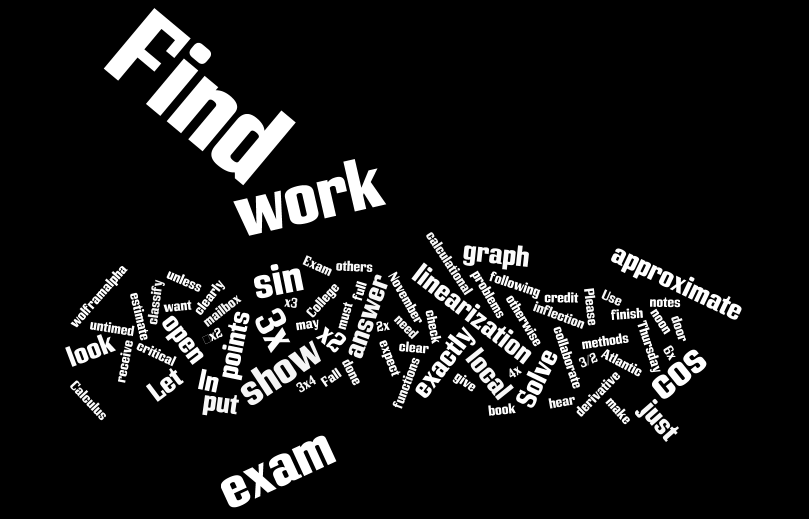 Find
work
calculational
graph
approximate
wolframalpha
unless
Exam
others
sin
linearization
problems
following
credit
Please
Use
notes
classify
want
clearly
mailbox
x3
College
full
must
answer
November
otherwise
inflection
finish
noon
door
untimed
estimate
open
x2
points
3x
may
x2
2x
need
check
exactly
collaborate
methods
Thursday
6x
look
receive
critical
Let
In
put
show
3x4
Fall
done
expect
clear
functions
local
give
4x
Solve
3/2
Atlantic
cos
Calculus
book
hear
derivative
make
just
exam